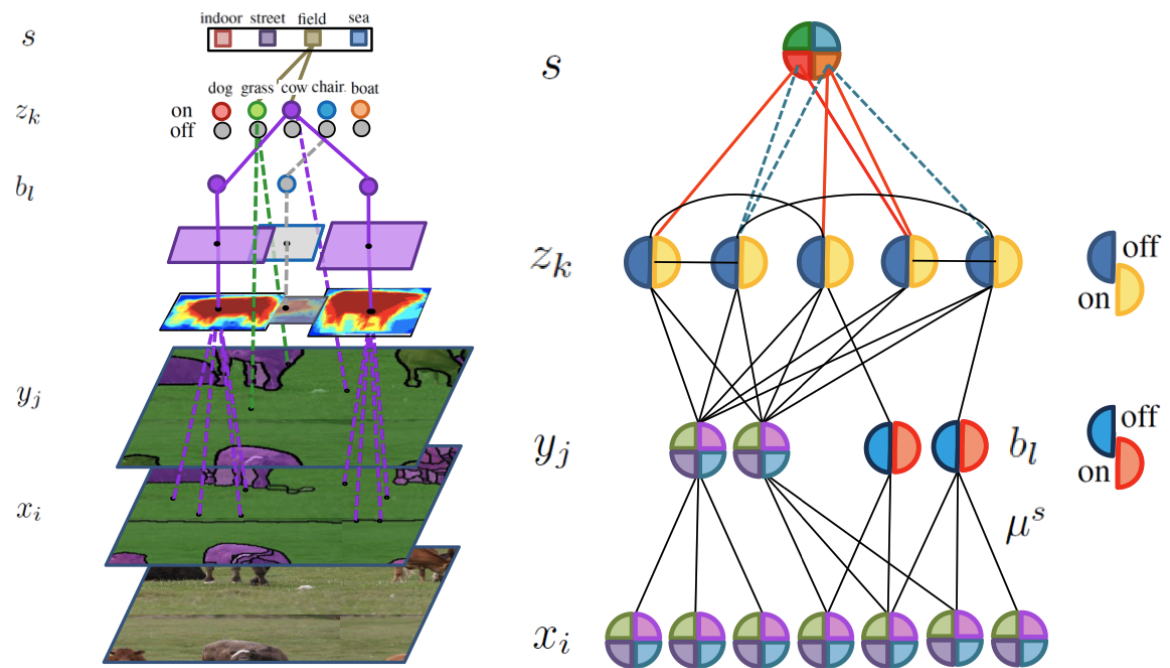 indoor street field sea
s
dog grass cow chair boat
on
off
z_k
b_l
y_j
x_i
s
z_k
off
on
y_j
b_l
off
on
μ^s
x_i